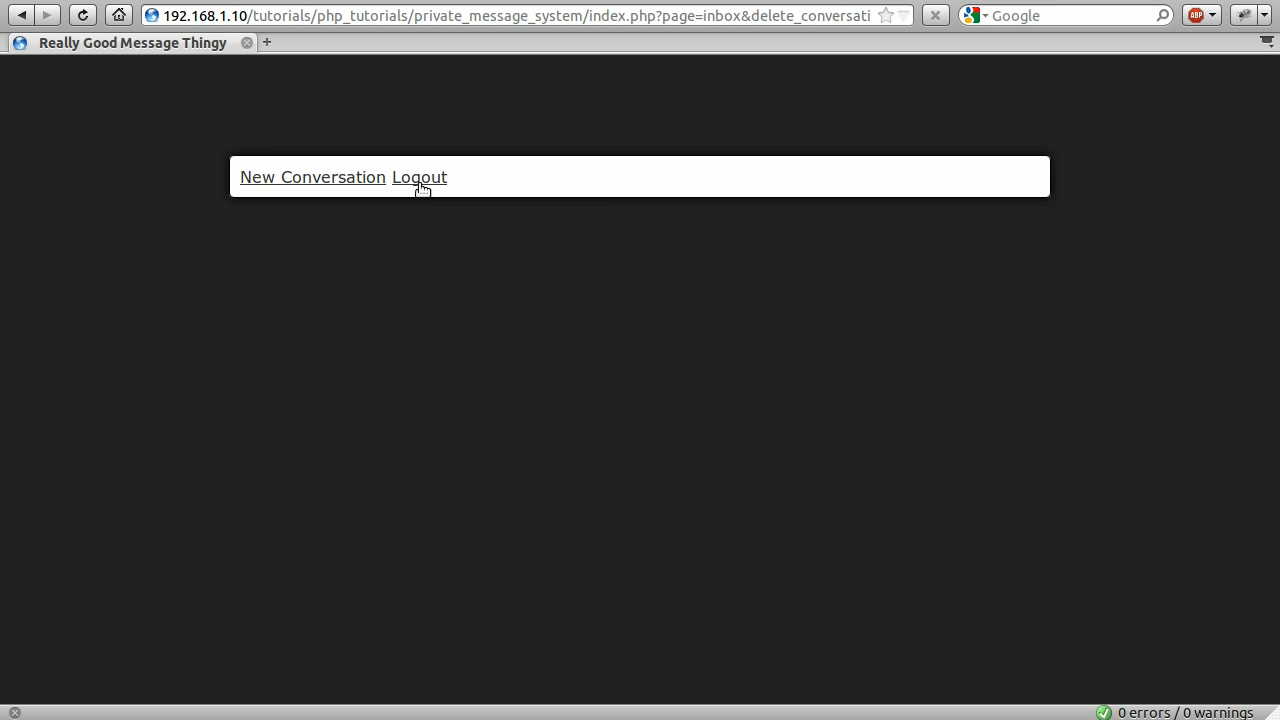 192.168.1.10/tutorials/php_tutorials/private_message_system/index.php?page=inbox&delete_conversati
Google
ABP
Really Good Message Thingy
New Conversation Logout
0 errors / 0 warnings